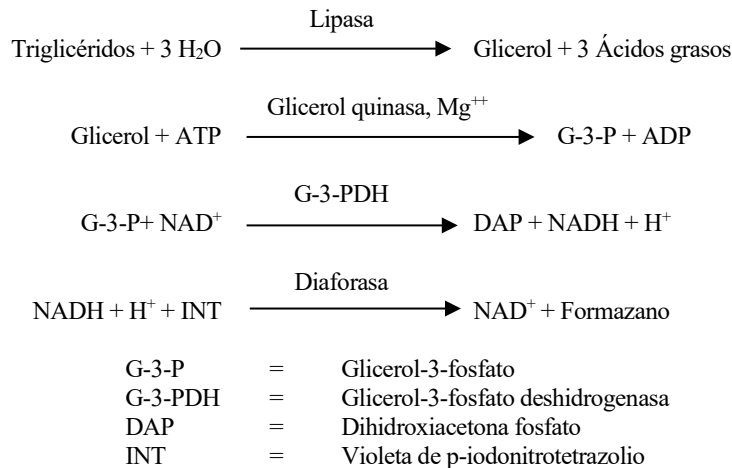 Lipasa
Triglicéridos + 3 H₂O Glicerol + 3 Ácidos grasos
Glicerol quinasa, Mg⁺⁺
Glicerol + ATP G-3-P + ADP
G-3-PDH
G-3-P+ NAD⁺ DAP + NADH + H⁺
Diaforasa
NADH + H⁺ + INT NAD⁺ + Formazano
G-3-P = Glicerol-3-fosfato
G-3-PDH = Glicerol-3-fosfato deshidrogenasa
DAP = Dihidroxiacetona fosfato
INT = Violeta de p-iodonitrotetrazolio